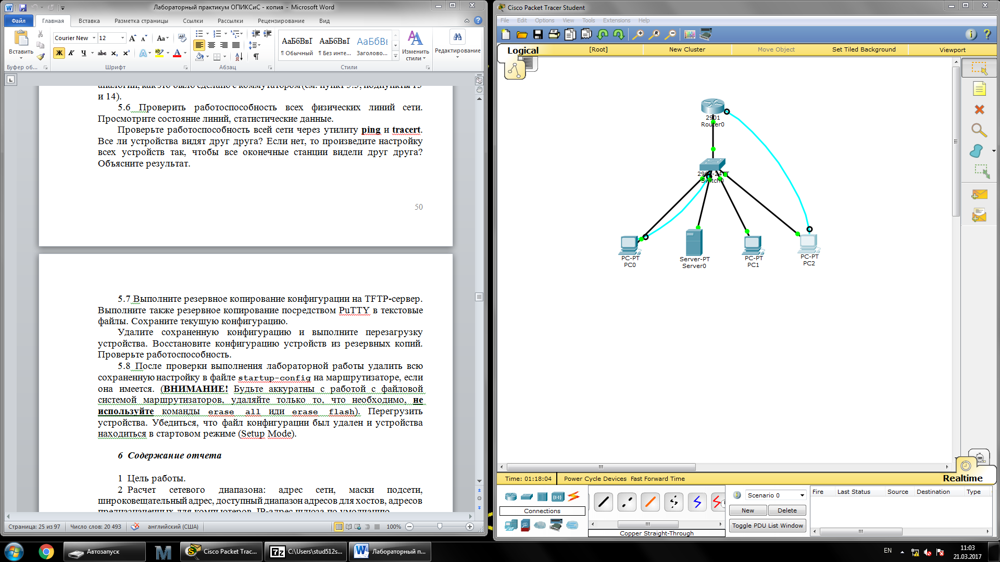 Лабораторный практикум ОПИКСиС - копия - Microsoft Word
Файл
Главная
Вставка
Разметка страницы
Ссылки
Рассылки
Рецензирование
Вид
Вставить
Буфер об...
Courier New
12
Aa
Ж К Ч abc x₂ x²
Шрифт
Абзац
АаБбВвГ
АаБбВвГ
АаБбВ
¶ Обычный
¶ Без инте...
Заголово...
Изменить стили
Стили
Редактирование
и 14).
5.6 Проверить работоспособность всех физических линий сети.
Просмотрите состояние линий, статистические данные.
Проверьте работоспособность всей сети через утилиту ping и tracert.
Все ли устройства видят друг друга? Если нет, то произведите настройку
всех устройств так, чтобы все оконечные станции видели друг друга?
Объясните результат.
50
5.7 Выполните резервное копирование конфигурации на TFTP-сервер.
Выполните также резервное копирование посредством PuTTY в текстовые
файлы. Сохраните текущую конфигурацию.
Удалите сохраненную конфигурацию и выполните перезагрузку
устройства. Восстановите конфигурацию устройств из резервных копий.
Проверьте работоспособность.
5.8 После проверки выполнения лабораторной работы удалить всю
сохраненную настройку в файле startup-config на маршрутизаторе, если
она имеется. (ВНИМАНИЕ! Будьте аккуратны с работой с файловой
системой маршрутизаторов, удаляйте только то, что необходимо, не
используйте команды erase all иди erase flash). Перегрузить
устройства. Убедиться, что файл конфигурации был удален и устройства
находиться в стартовом режиме (Setup Mode).
6 Содержание отчета
1 Цель работы.
2 Расчет сетевого диапазона: адрес сети, маски подсети,
широковещательный адрес, доступный диапазон адресов для хостов, адресов
Страница: 25 из 97
Число слов: 20 493
английский (США)
100%
Cisco Packet Tracer Student
File Edit Options View Tools Extensions Help
Logical
[Root]
New Cluster
Move Object
Set Tiled Background
Viewport
2901
Router0
Switch0
PC-PT
PC0
Server-PT
Server0
PC-PT
PC1
PC-PT
PC2
Time: 01:18:04
Power Cycle Devices Fast Forward Time
Realtime
Connections
Copper Straight-Through
Scenario 0
New
Delete
Toggle PDU List Window
Fire
Last Status
Source
Destination
Type
Автозапуск
Cisco Packet Trac...
C:\Users\stud512s...
Лабораторный п...
EN
11:03
21.03.2017